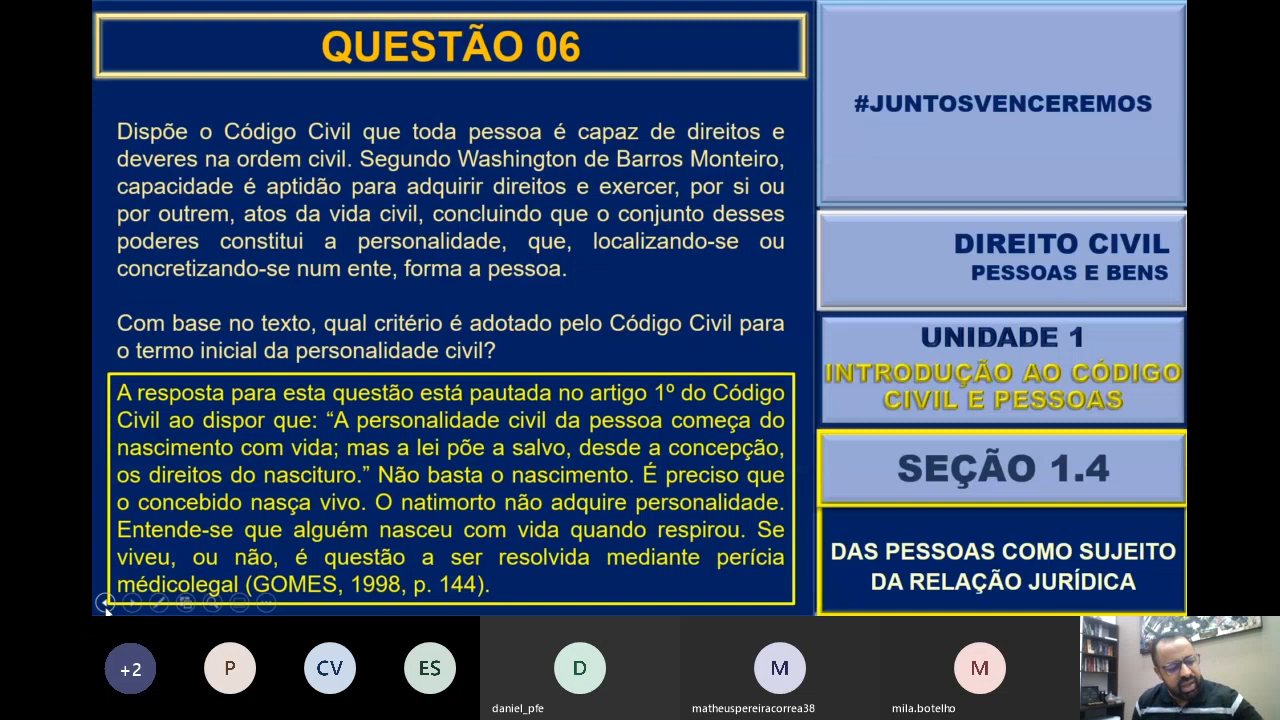 QUESTÃO 06
Dispõe o Código Civil que toda pessoa é capaz de direitos e
deveres na ordem civil. Segundo Washington de Barros Monteiro,
capacidade é aptidão para adquirir direitos e exercer, por si ou
por outrem, atos da vida civil, concluindo que o conjunto desses
poderes constitui a personalidade, que, localizando-se ou
concretizando-se num ente, forma a pessoa.
Com base no texto, qual critério é adotado pelo Código Civil para
o termo inicial da personalidade civil?
A resposta para esta questão está pautada no artigo 1º do Código
Civil ao dispor que: “A personalidade civil da pessoa começa do
nascimento com vida; mas a lei põe a salvo, desde a concepção,
os direitos do nascituro.” Não basta o nascimento. É preciso que
o concebido nasça vivo. O natimorto não adquire personalidade.
Entende-se que alguém nasceu com vida quando respirou. Se
viveu, ou não, é questão a ser resolvida mediante perícia
médicolegal (GOMES, 1998, p. 144).
#JUNTOSVENCEREMOS
DIREITO CIVIL
PESSOAS E BENS
UNIDADE 1
INTRODUÇÃO AO CÓDIGO
CIVIL E PESSOAS
SEÇÃO 1.4
DAS PESSOAS COMO SUJEITO
DA RELAÇÃO JURÍDICA
+2
P
CV
ES
D
M
M
daniel_pfe
matheuspereiracorrea38
mila.botelho